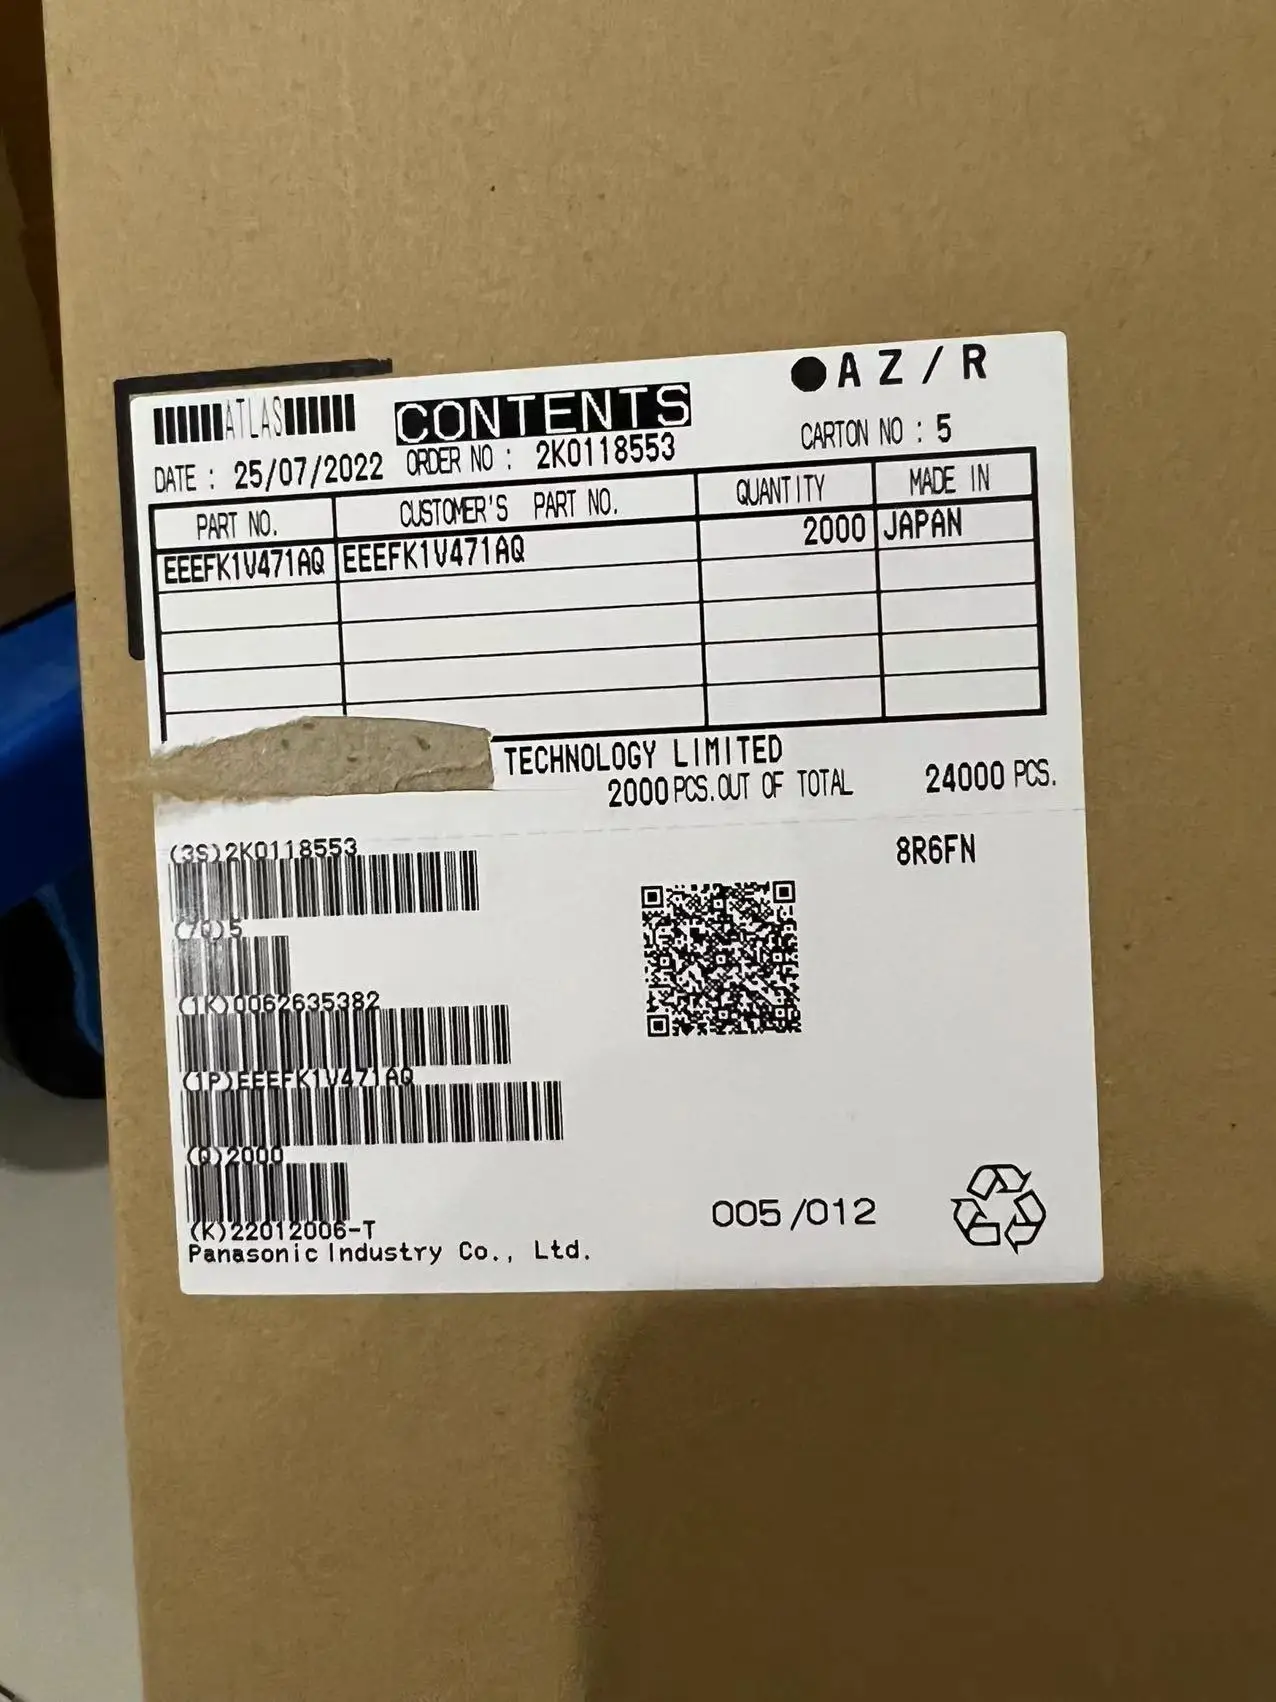 ATLAS CONTENTS ●AZ/R
DATE : 25/07/2022 ORDER NO : 2K0118553 CARTON NO : 5
PART NO. CUSTOMER'S PART NO. QUANTITY MADE IN
EEEFK1V471AQ EEEFK1V471AQ 2000 JAPAN
TECHNOLOGY LIMITED
2000 PCS. OUT OF TOTAL 24000 PCS.
(3S)2K0118553
8R6FN
(7Q)5
(1K)0062635382
(1P)EEEFK1V471AQ
(Q)2000
005/012
(K)22012006-T
Panasonic Industry Co., Ltd.